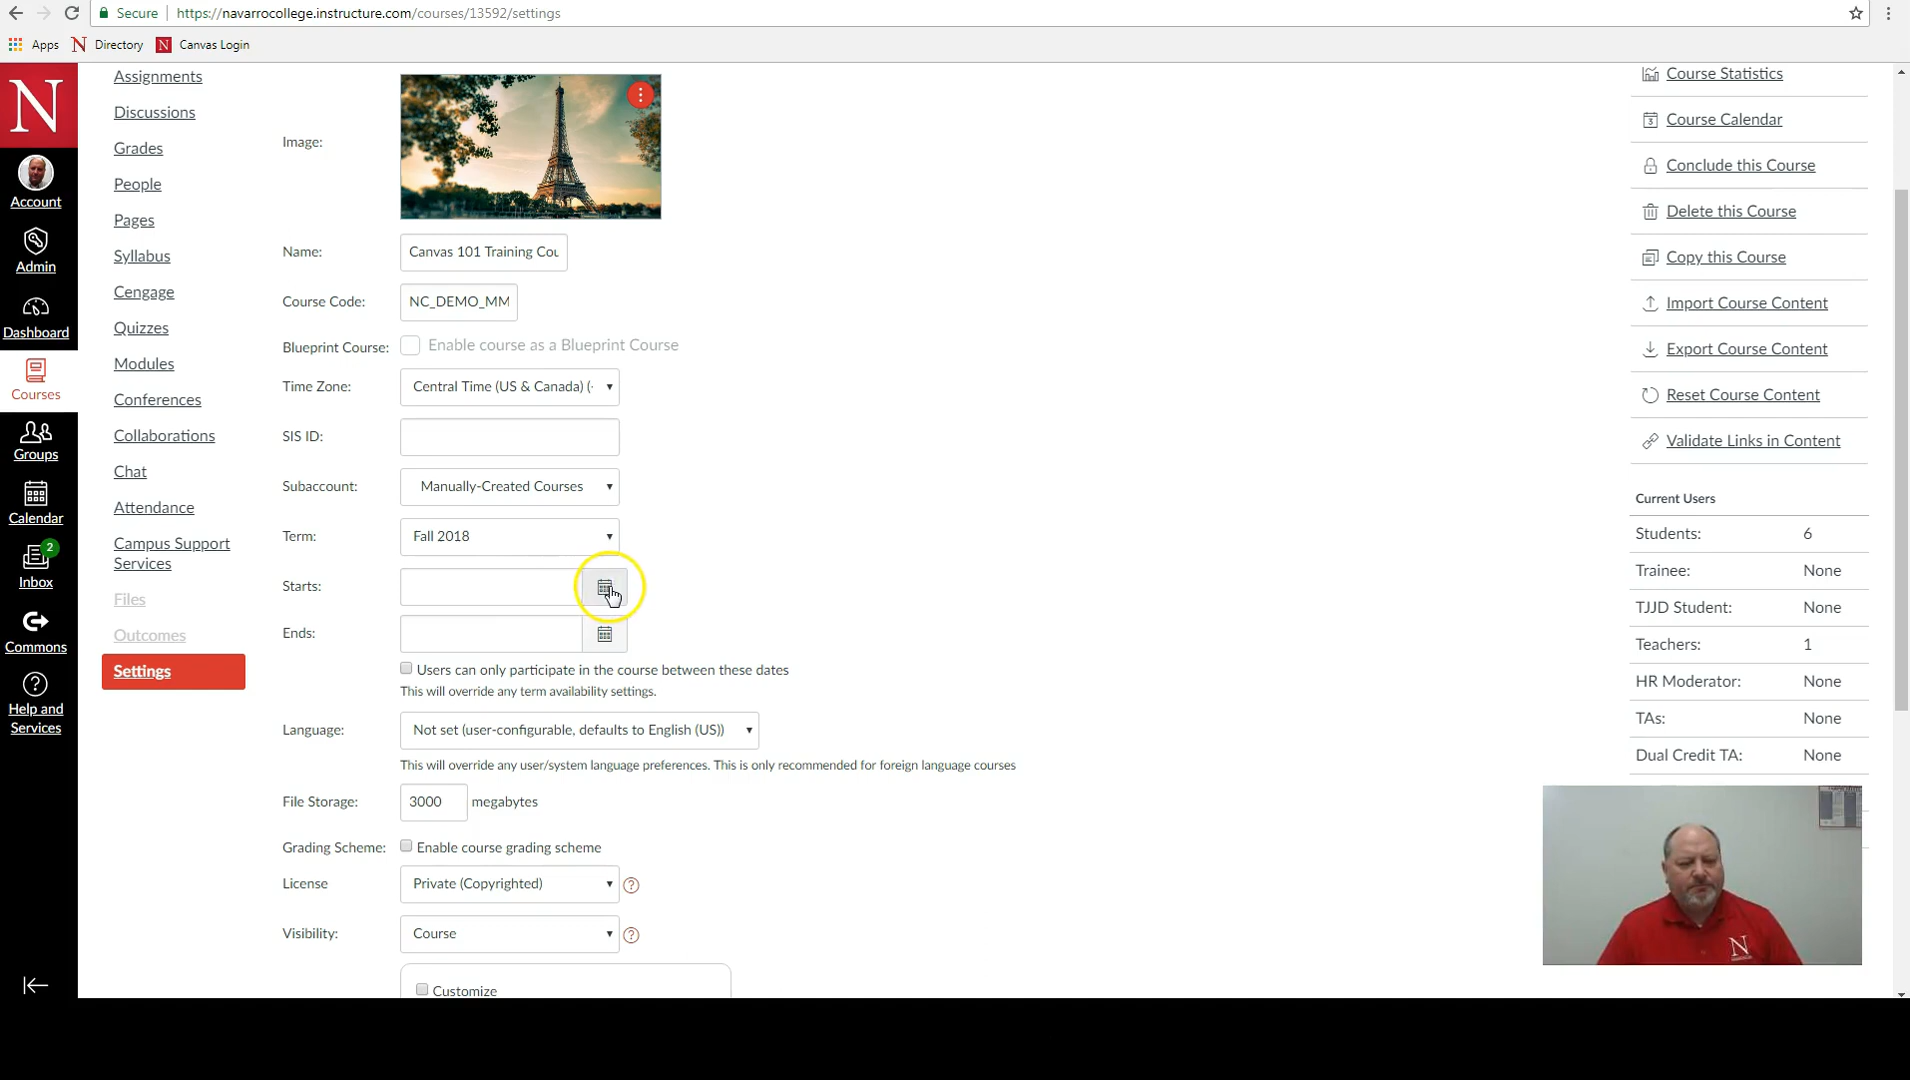 Secure https://navarrocollege.instructure.com/courses/13592/settings
Apps Directory Canvas Login
N
Account
Admin
Dashboard
Courses
Groups
Calendar
2
Inbox
Commons
Help and
Services
Assignments
Discussions
Grades
People
Pages
Syllabus
Cengage
Quizzes
Modules
Conferences
Collaborations
Chat
Attendance
Campus Support
Services
Files
Outcomes
Settings
Image:
Name: Canvas 101 Training Cou
Course Code: NC_DEMO_MM
Blueprint Course: Enable course as a Blueprint Course
Time Zone: Central Time (US & Canada) (-
SIS ID:
Subaccount: Manually-Created Courses
Term: Fall 2018
Starts:
Ends:
Users can only participate in the course between these dates
This will override any term availability settings.
Language: Not set (user-configurable, defaults to English (US))
This will override any user/system language preferences. This is only recommended for foreign language courses
File Storage: 3000 megabytes
Grading Scheme: Enable course grading scheme
License Private (Copyrighted)
Visibility: Course
Customize
Course Statistics
Course Calendar
Conclude this Course
Delete this Course
Copy this Course
Import Course Content
Export Course Content
Reset Course Content
Validate Links in Content
Current Users
Students: 6
Trainee: None
TJJD Student: None
Teachers: 1
HR Moderator: None
TAs: None
Dual Credit TA: None
N